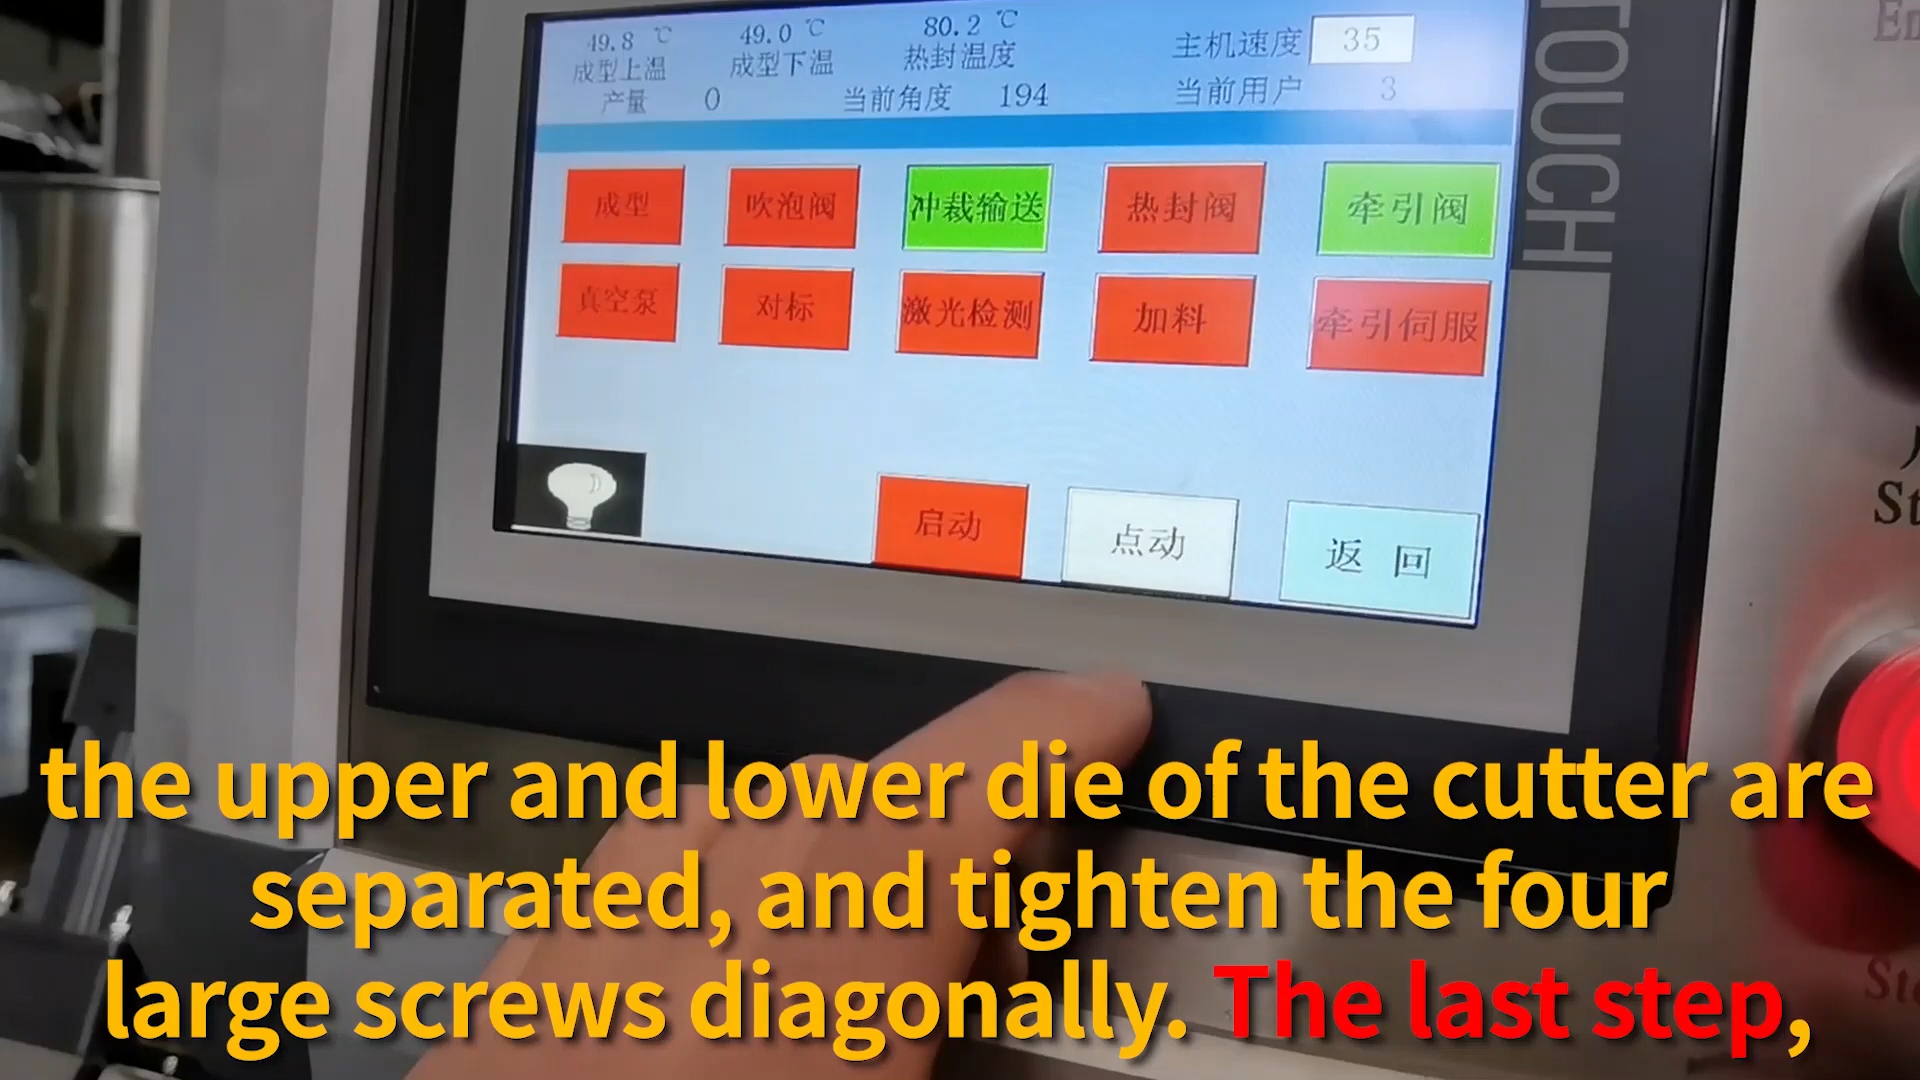 49.8 ℃ 49.0 ℃ 80.2 ℃ 主机速度 35
成型上温 成型下温 热封温度
产量 0 当前角度 194 当前用户 3
成型 吹泡阀 冲裁输送 热封阀 牵引阀
真空泵 对标 激光检测 加料 牵引伺服
启动 点动 返 回
TOUCH
the upper and lower die of the cutter are
separated, and tighten the four
large screws diagonally. The last step,